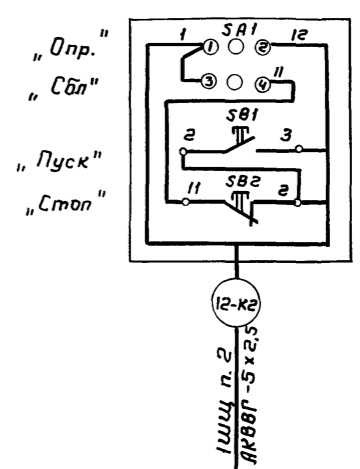 SA1
„Опр."
1 1 2 12
„Сбл"
3 4 11
SB1
2 3
„Пуск"
SB2
„Стоп"
11 2
12-К2
1ШЩ п. 2
АКВВГ-5х2,5